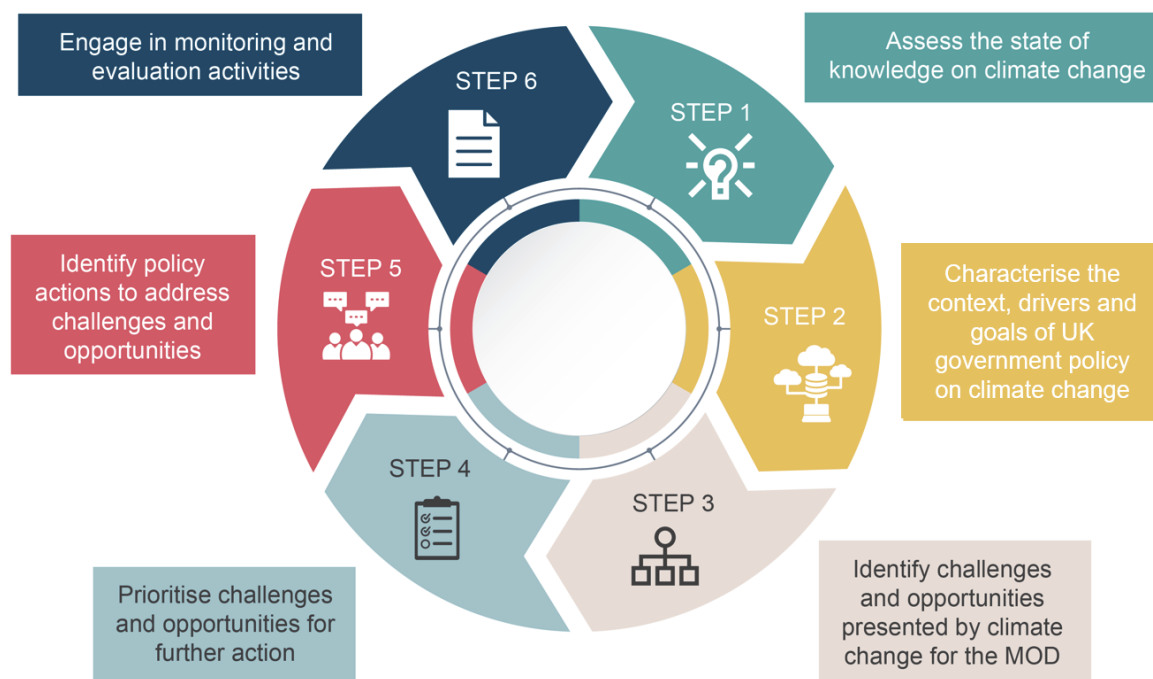 STEP 1
Assess the state of
knowledge on climate change
STEP 2
Characterise the
context, drivers and
goals of UK
government policy
on climate change
STEP 3
Identify challenges
and opportunities
presented by climate
change for the MOD
STEP 4
Prioritise challenges
and opportunities for
further action
STEP 5
Identify policy
actions to address
challenges and
opportunities
STEP 6
Engage in monitoring and
evaluation activities